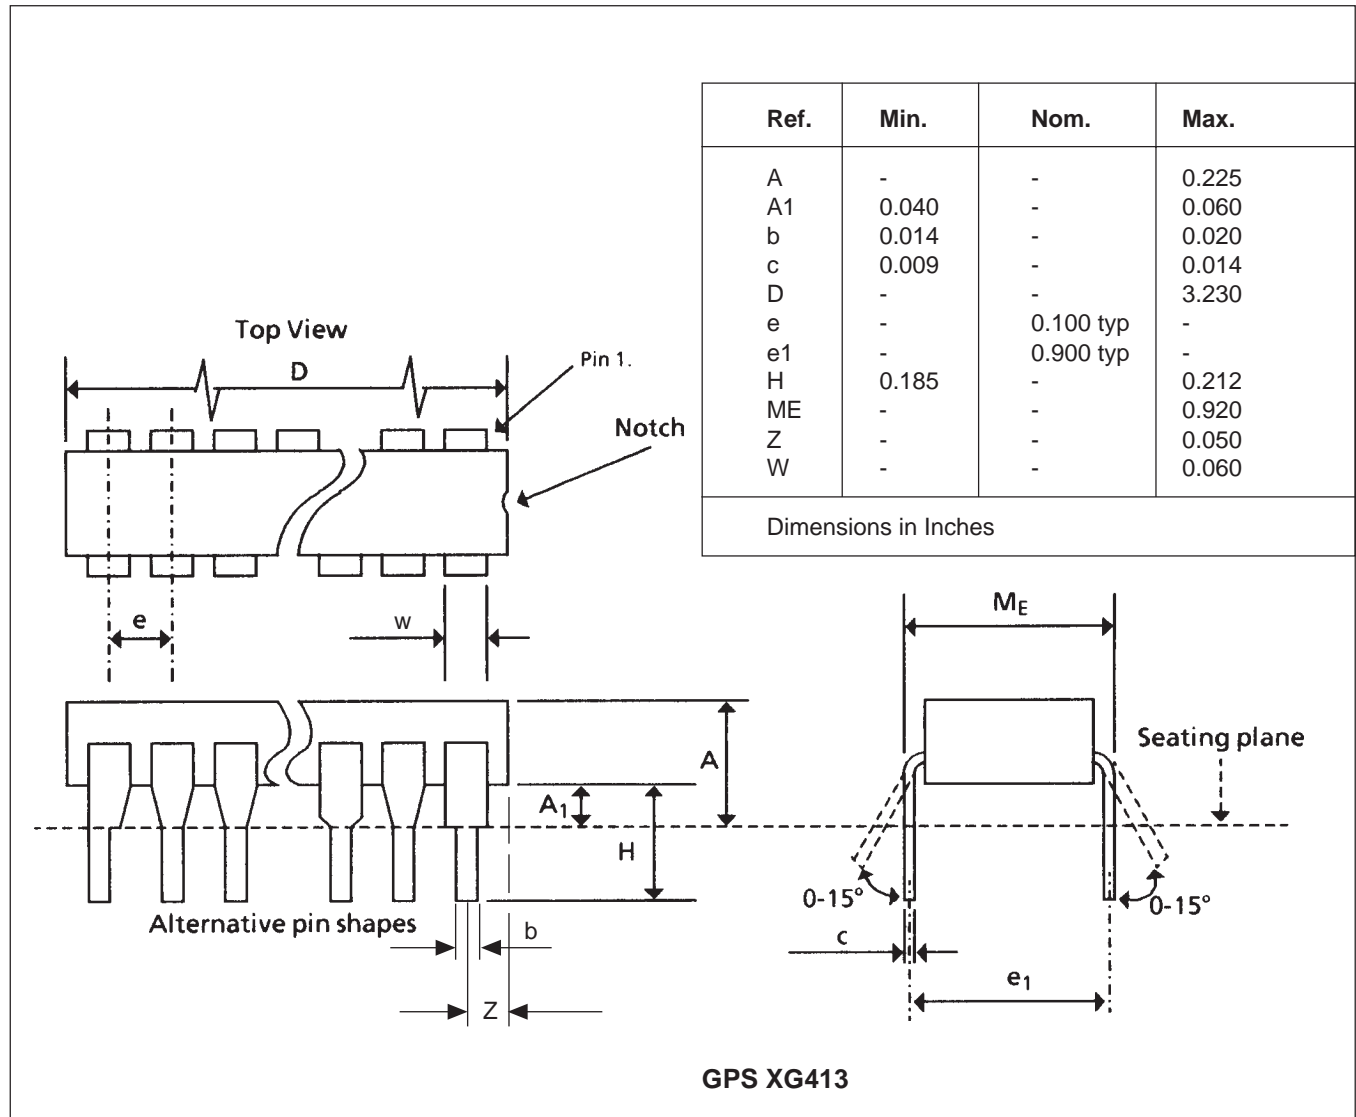 Ref. Min. Nom. Max.
A - - 0.225
A1 0.040 - 0.060
b 0.014 - 0.020
c 0.009 - 0.014
D - - 3.230
e - 0.100 typ -
e1 - 0.900 typ -
H 0.185 - 0.212
ME - - 0.920
Z - - 0.050
W - - 0.060
Dimensions in Inches
Top View
D
Pin 1.
Notch
e
w
A
A1
H
Alternative pin shapes
b
Z
ME
Seating plane
0-15°
0-15°
c
e1
GPS XG413